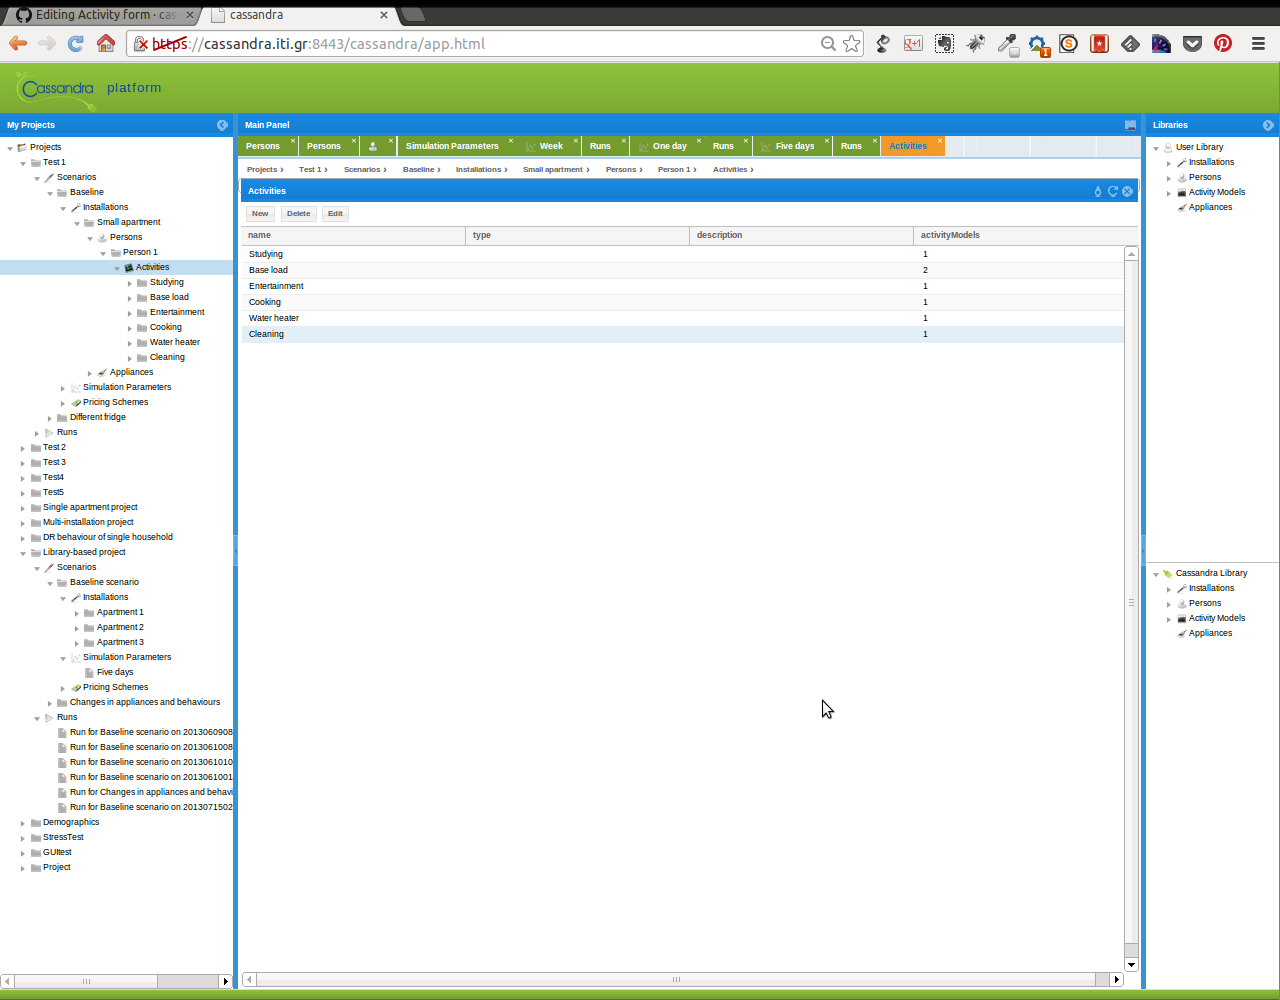 Editing Activity form · cas
cassandra
https://cassandra.iti.gr:8443/cassandra/app.html
Cassandra platform
My Projects
Projects
Test 1
Scenarios
Baseline
Installations
Small apartment
Persons
Person 1
Activities
Studying
Base load
Entertainment
Cooking
Water heater
Cleaning
Appliances
Simulation Parameters
Pricing Schemes
Different fridge
Runs
Test 2
Test 3
Test4
Test5
Single apartment project
Multi-installation project
DR behaviour of single household
Library-based project
Scenarios
Baseline scenario
Installations
Apartment 1
Apartment 2
Apartment 3
Simulation Parameters
Five days
Pricing Schemes
Changes in appliances and behaviours
Runs
Run for Baseline scenario on 2013060908
Run for Baseline scenario on 2013061008
Run for Baseline scenario on 2013061010
Run for Baseline scenario on 2013061001
Run for Changes in appliances and behavi
Run for Baseline scenario on 2013071502
Demographics
StressTest
GUItest
Project
Main Panel
Persons Persons Simulation Parameters Week Runs One day Runs Five days Runs Activities
Projects › Test 1 › Scenarios › Baseline › Installations › Small apartment › Persons › Person 1 › Activities ›
Activities
New Delete Edit
name type description activityModels
Studying 1
Base load 2
Entertainment 1
Cooking 1
Water heater 1
Cleaning 1
Libraries
User Library
Installations
Persons
Activity Models
Appliances
Cassandra Library
Installations
Persons
Activity Models
Appliances